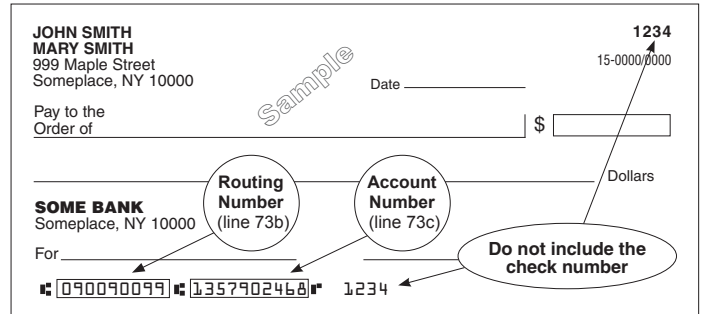 JOHN SMITH
MARY SMITH
999 Maple Street
Someplace, NY 10000
1234
15-0000/0000
Sample
Date
Pay to the
Order of
$
Dollars
Routing
Number
(line 73b)
Account
Number
(line 73c)
SOME BANK
Someplace, NY 10000
For
Do not include the
check number
⑆ 090090099 ⑆ 1357902468 ⑈ 1234